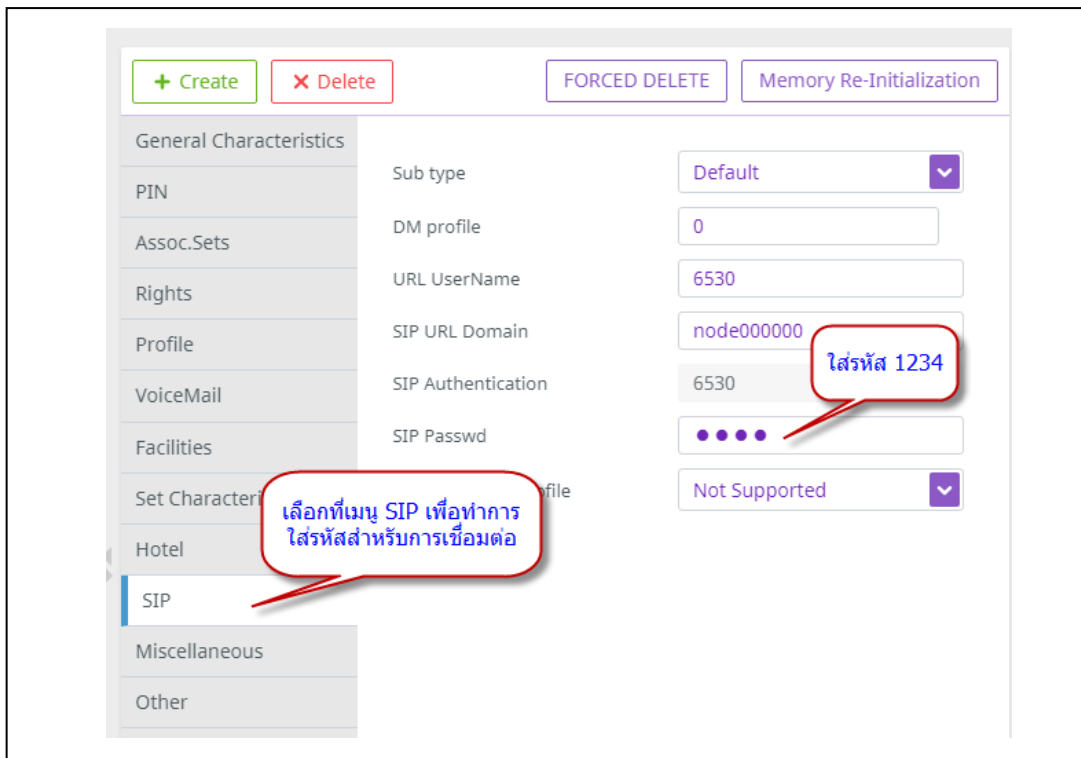 + Create
× Delete
FORCED DELETE
Memory Re-Initialization
General Characteristics
PIN
Assoc.Sets
Rights
Profile
VoiceMail
Facilities
Set Characteri
Hotel
SIP
Miscellaneous
Other
Sub type Default
DM profile 0
URL UserName 6530
SIP URL Domain node000000
SIP Authentication 6530
SIP Passwd ●●●●
ofile Not Supported
ใส่รหัส 1234
เลือกที่เมนู SIP เพื่อทำการ
ใส่รหัสสำหรับการเชื่อมต่อ